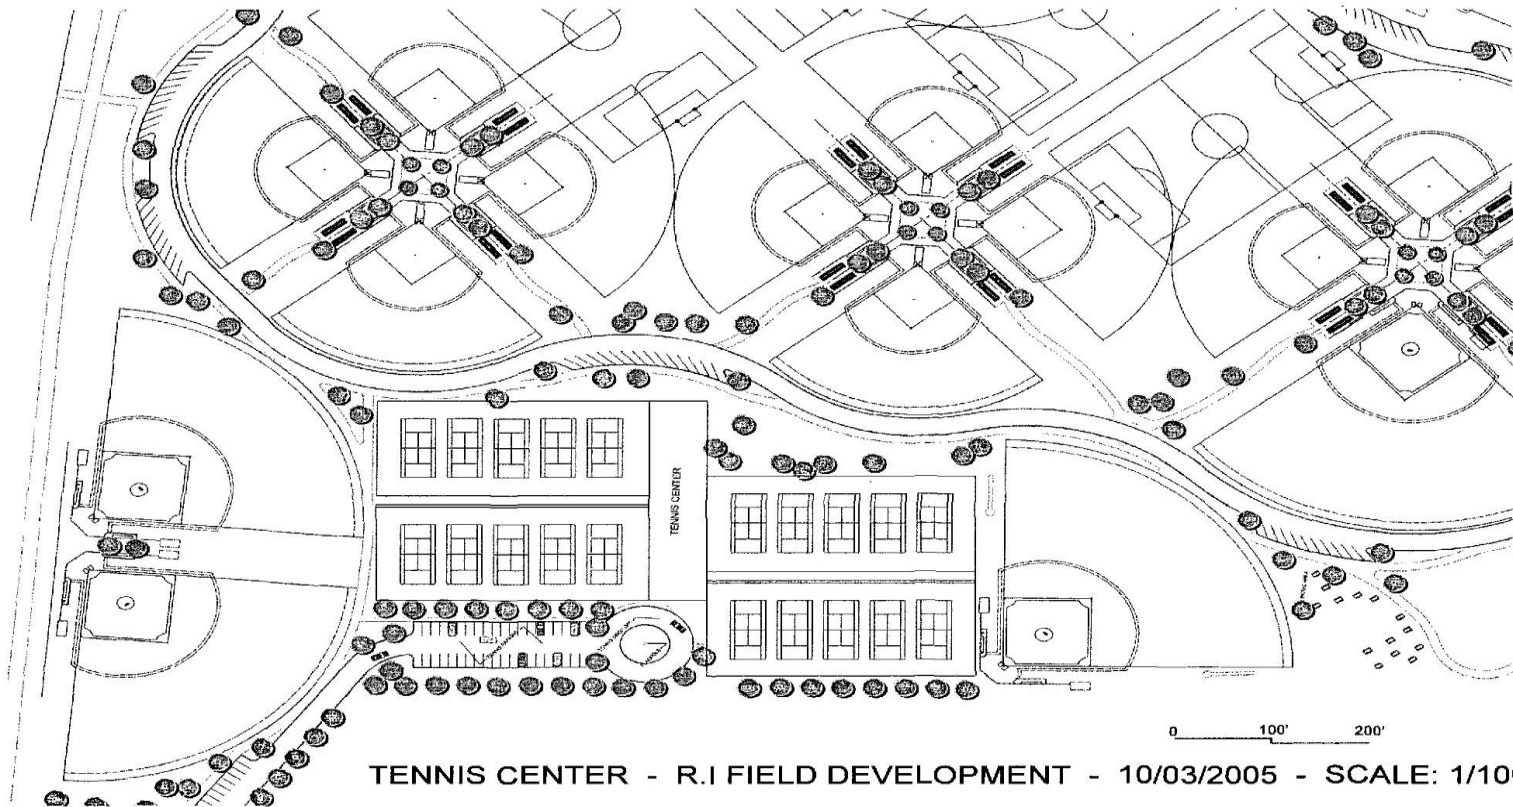 TENNIS CENTER
0 100' 200'
TENNIS CENTER - R.I FIELD DEVELOPMENT - 10/03/2005 - SCALE: 1/10